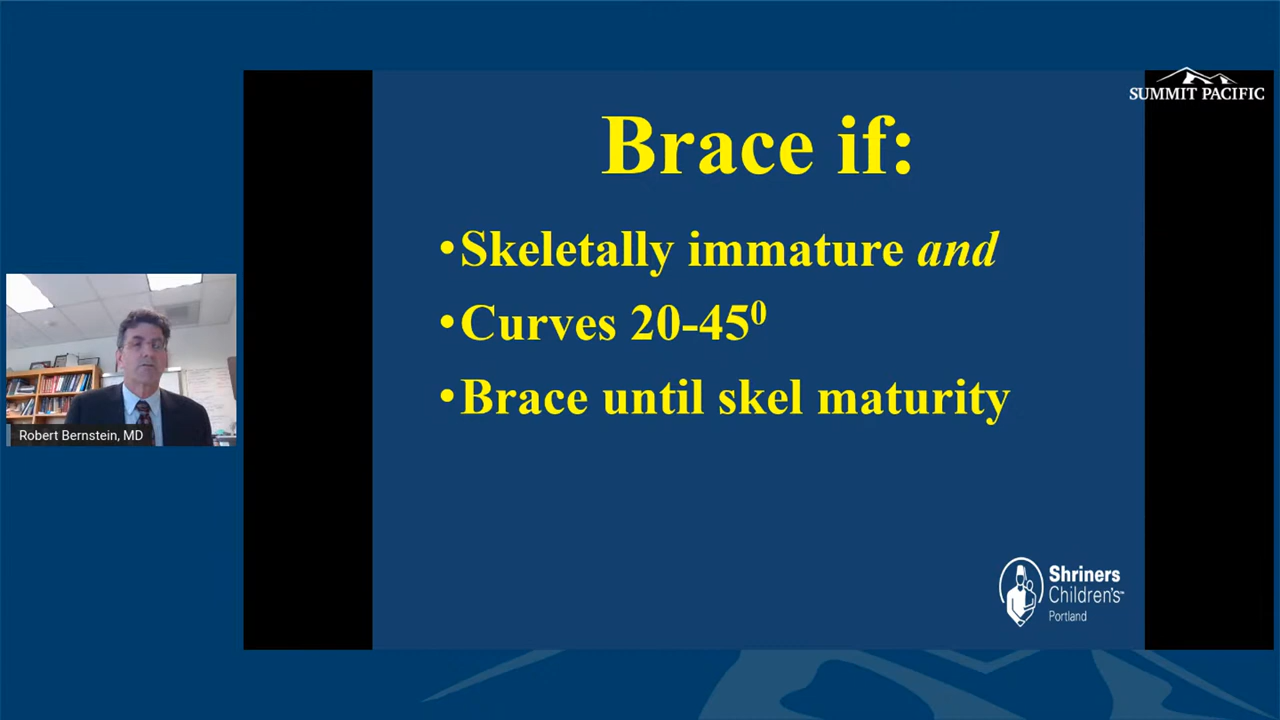 SUMMIT PACIFIC
Brace if:
•Skeletally immature and
•Curves 20-45⁰
•Brace until skel maturity
Robert Bernstein, MD
Shriners
Children's™
Portland